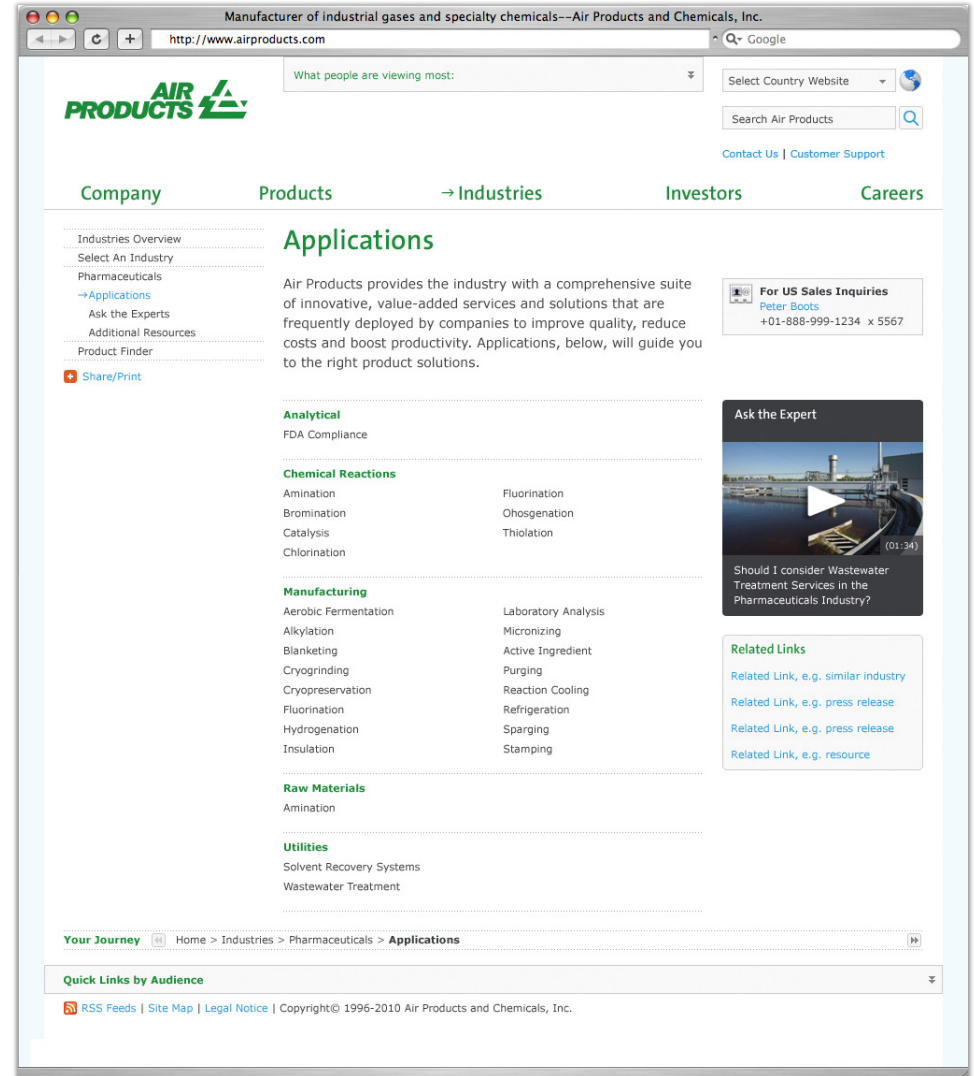 Manufacturer of industrial gases and specialty chemicals--Air Products and Chemicals, Inc.
http://www.airproducts.com
Google
AIR
PRODUCTS
What people are viewing most:
Select Country Website
Search Air Products
Contact Us | Customer Support
Company Products →Industries Investors Careers
Industries Overview
Select An Industry
Pharmaceuticals
→Applications
Ask the Experts
Additional Resources
Product Finder
Share/Print
Applications
Air Products provides the industry with a comprehensive suite
of innovative, value-added services and solutions that are
frequently deployed by companies to improve quality, reduce
costs and boost productivity. Applications, below, will guide you
to the right product solutions.
Analytical
FDA Compliance
Chemical Reactions
Amination Fluorination
Bromination Ohosgenation
Catalysis Thiolation
Chlorination
Manufacturing
Aerobic Fermentation Laboratory Analysis
Alkylation Micronizing
Blanketing Active Ingredient
Cryogrinding Purging
Cryopreservation Reaction Cooling
Fluorination Refrigeration
Hydrogenation Sparging
Insulation Stamping
Raw Materials
Amination
Utilities
Solvent Recovery Systems
Wastewater Treatment
For US Sales Inquiries
Peter Boots
+01-888-999-1234 x 5567
Ask the Expert
(01:34)
Should I consider Wastewater
Treatment Services in the
Pharmaceuticals Industry?
Related Links
Related Link, e.g. similar industry
Related Link, e.g. press release
Related Link, e.g. press release
Related Link, e.g. resource
Your Journey Home > Industries > Pharmaceuticals > Applications
Quick Links by Audience
RSS Feeds | Site Map | Legal Notice | Copyright© 1996-2010 Air Products and Chemicals, Inc.